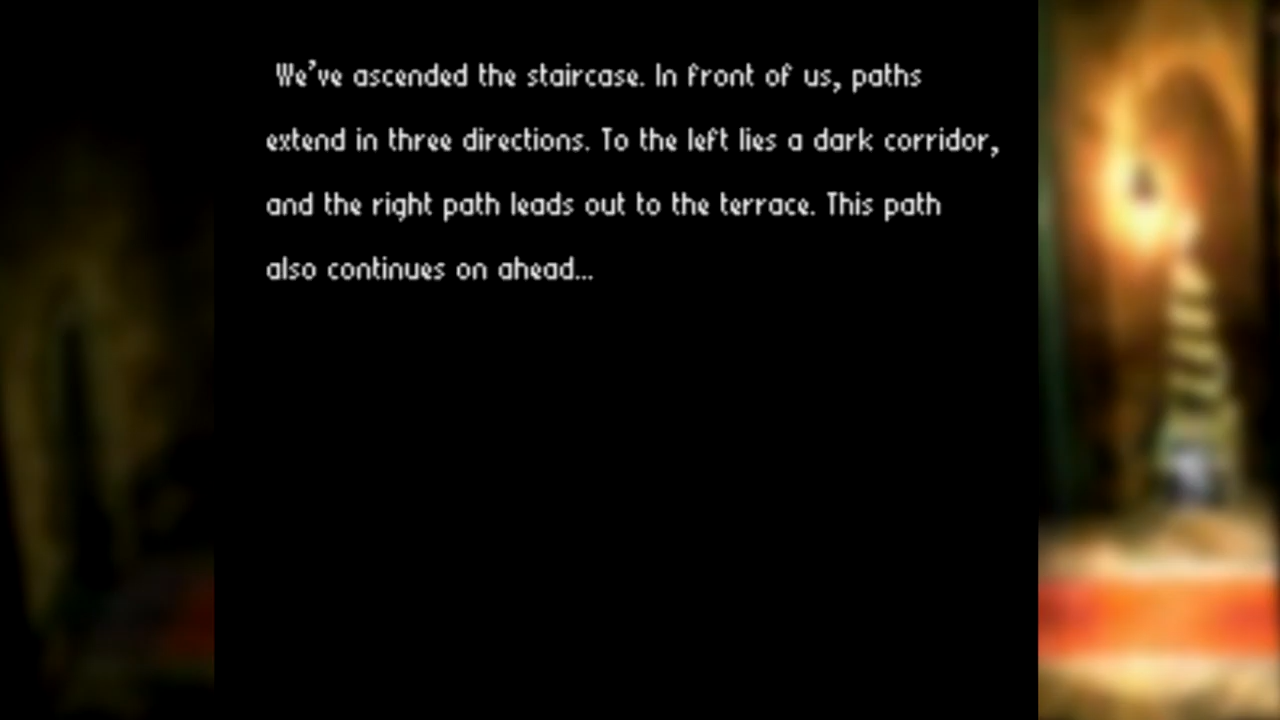 We've ascended the staircase. In front of us, paths
extend in three directions. To the left lies a dark corridor,
and the right path leads out to the terrace. This path
also continues on ahead...